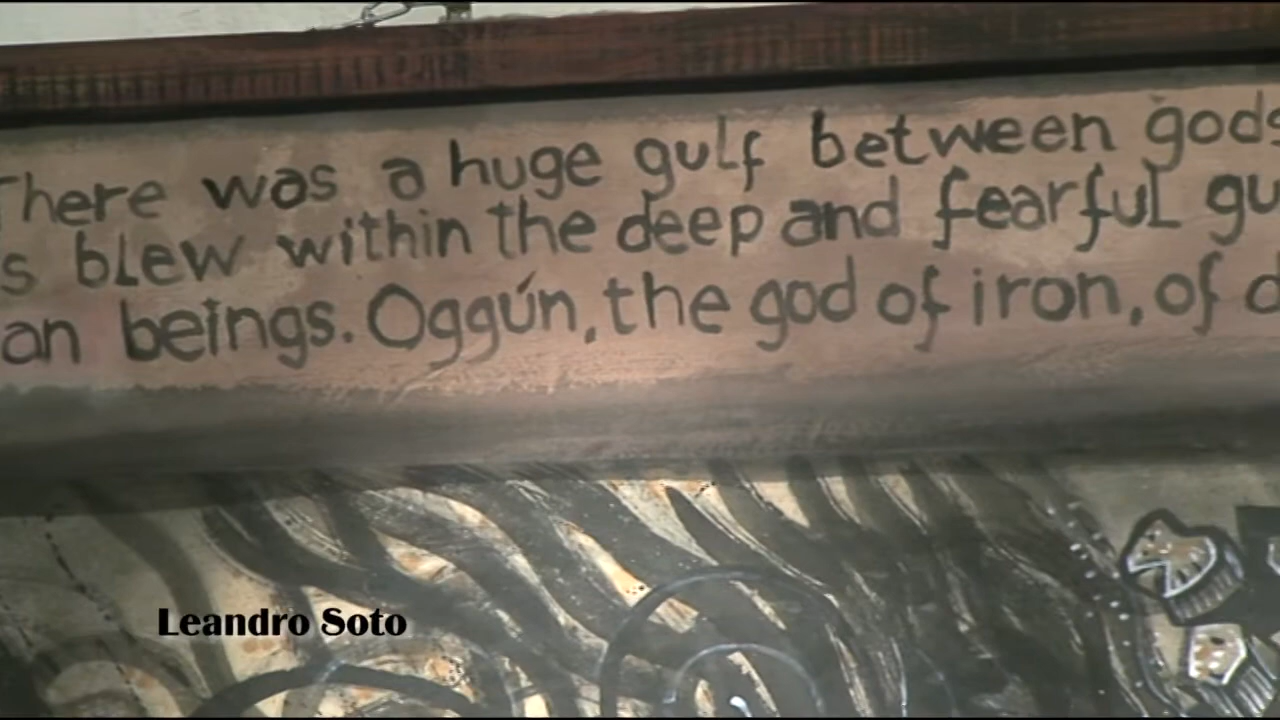 There was a huge gulf between gods
s blew within the deep and fearful gu
an beings. Oggún, the god of iron, of d
Leandro Soto